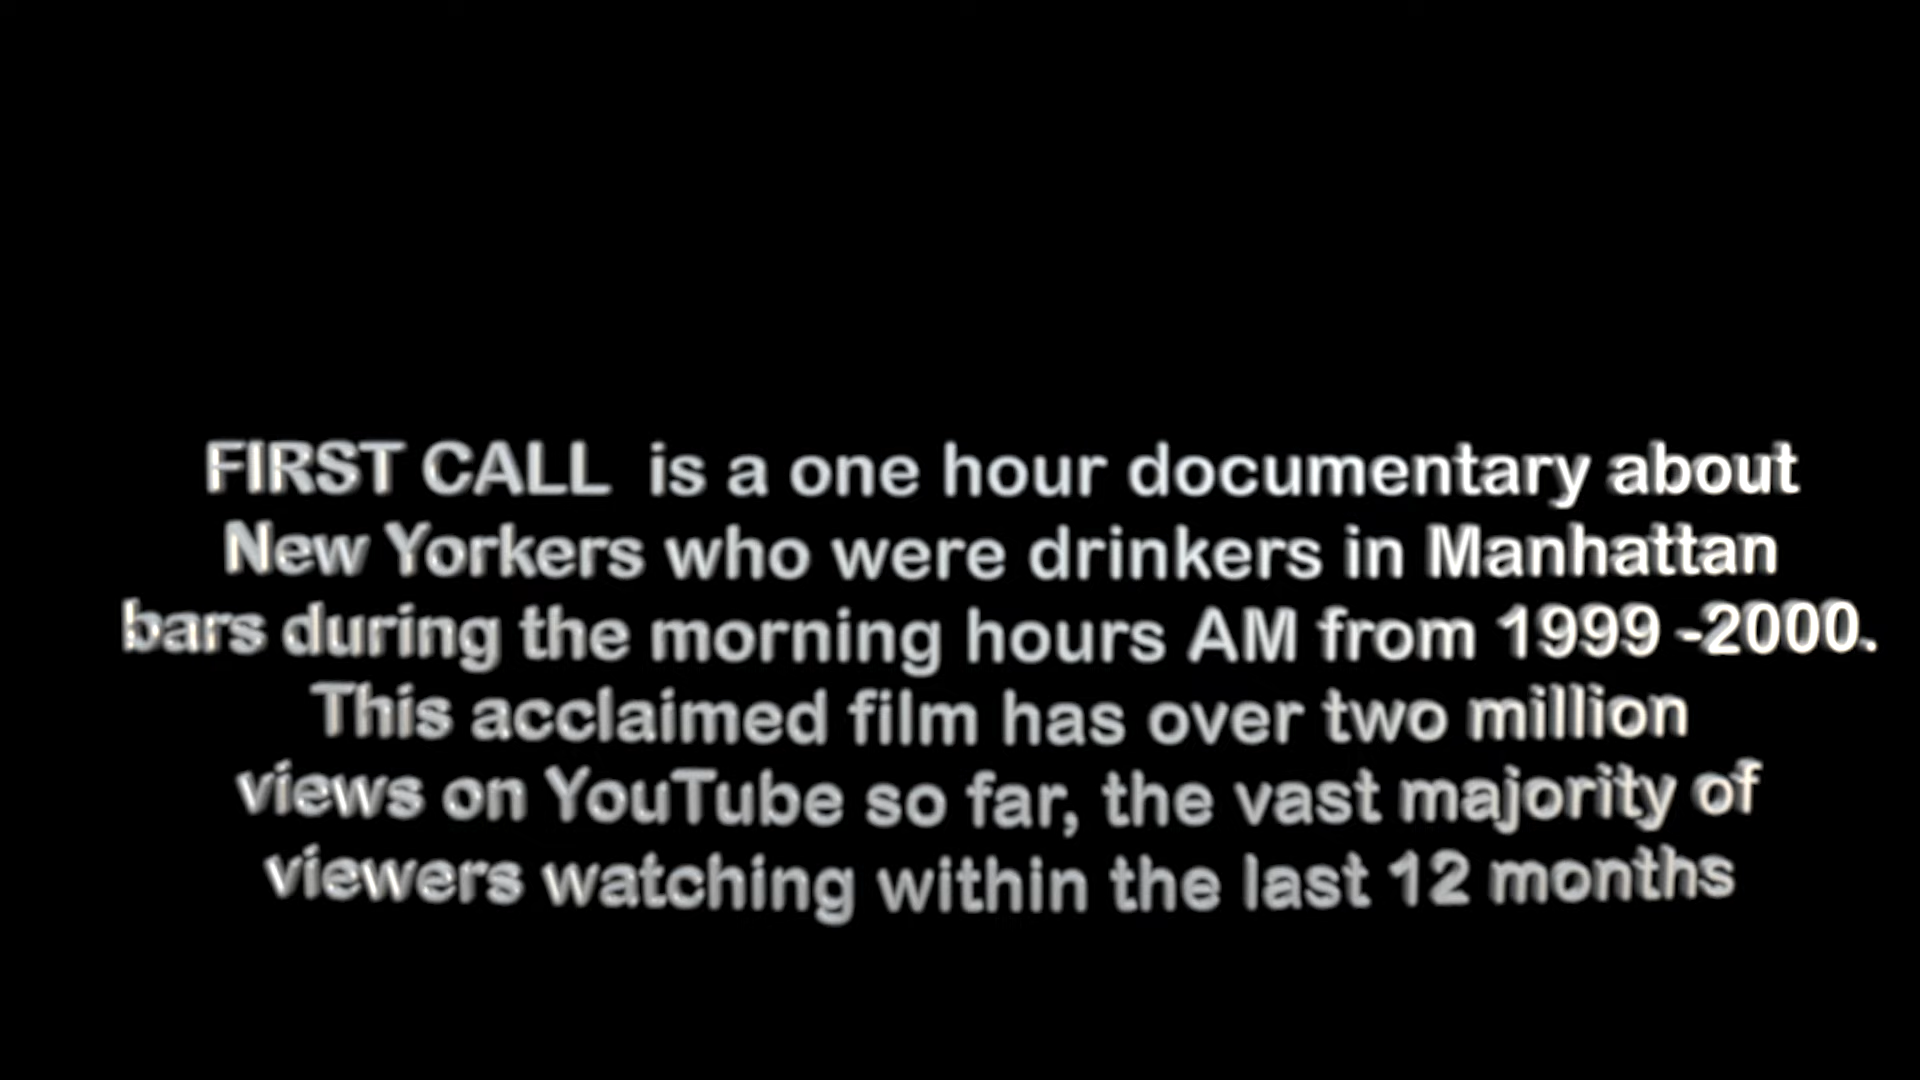 FIRST CALL  is a one hour documentary about
New Yorkers who were drinkers in Manhattan
bars during the morning hours AM from 1999 -2000.
This acclaimed film has over two million
views on YouTube so far, the vast majority of
viewers watching within the last 12 months